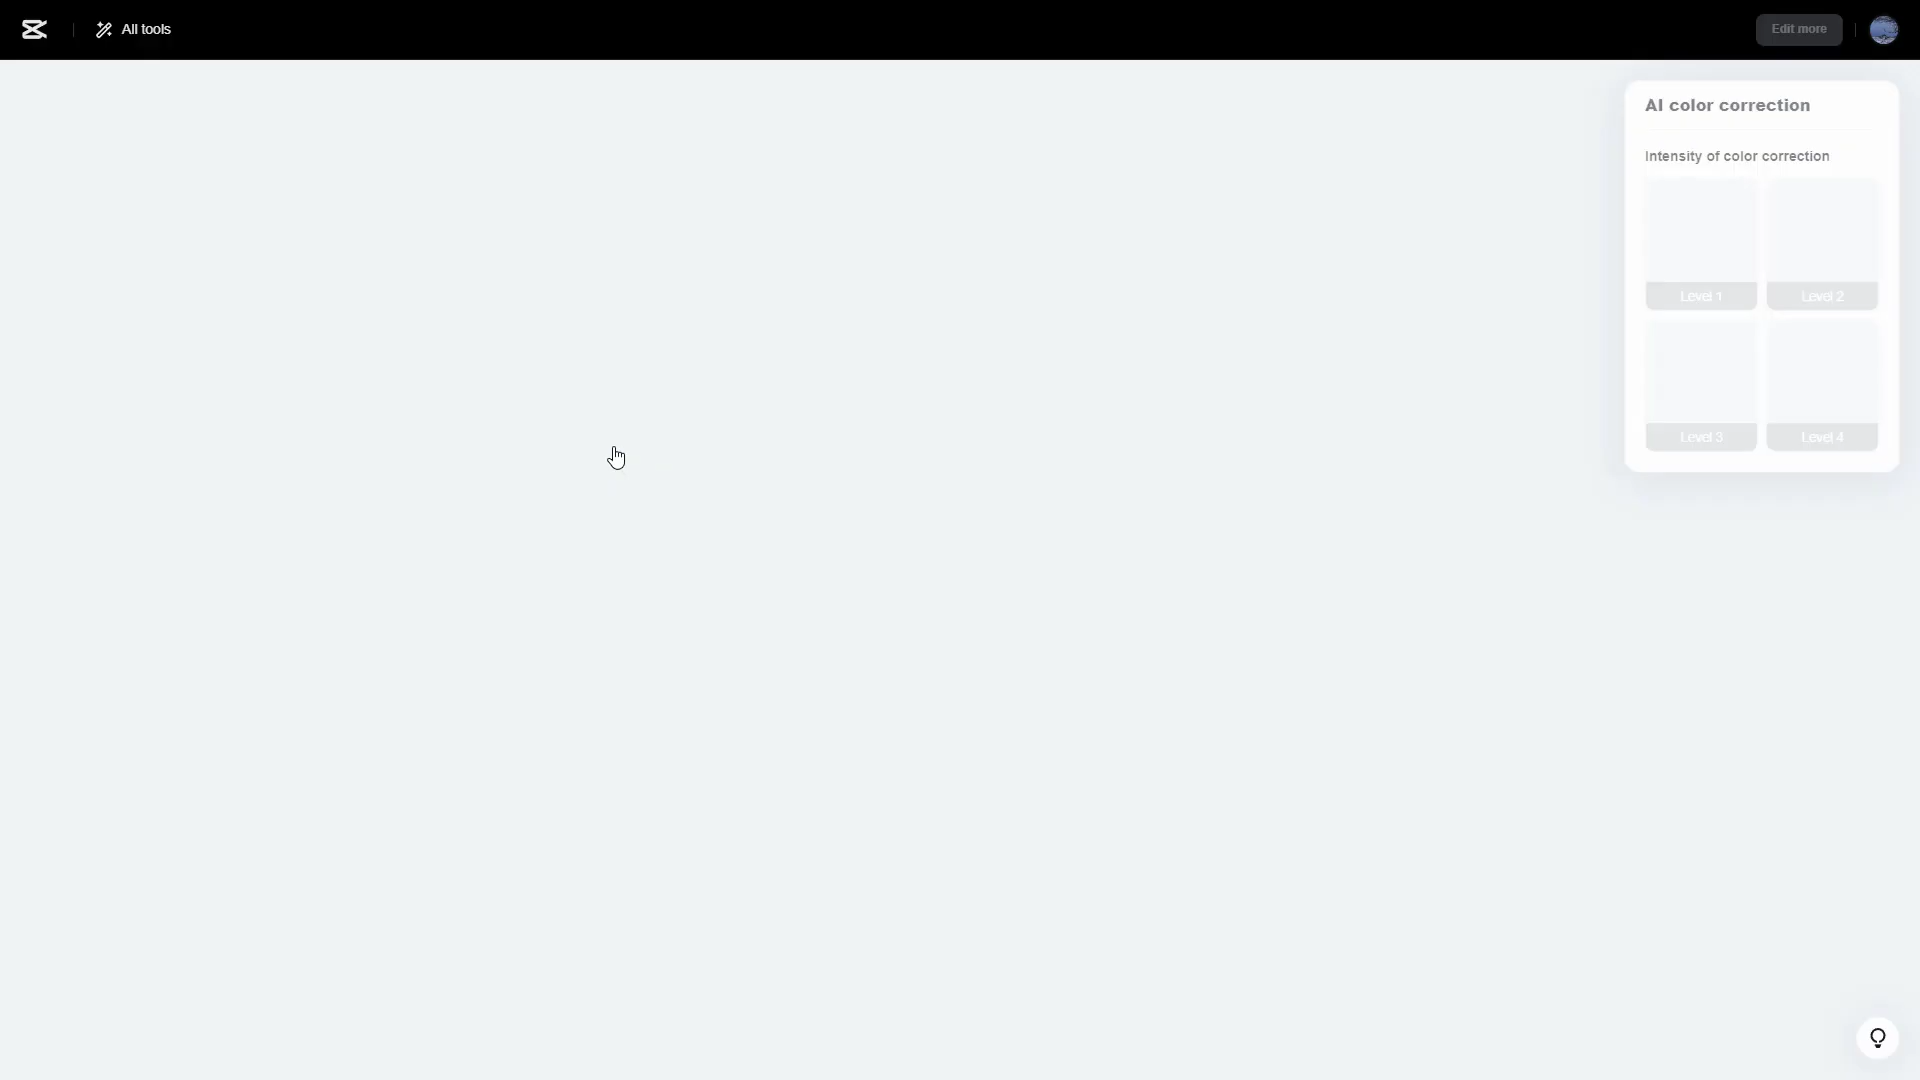 All tools
Edit more
AI color correction
Intensity of color correction
Level 1
Level 2
Level 3
Level 4